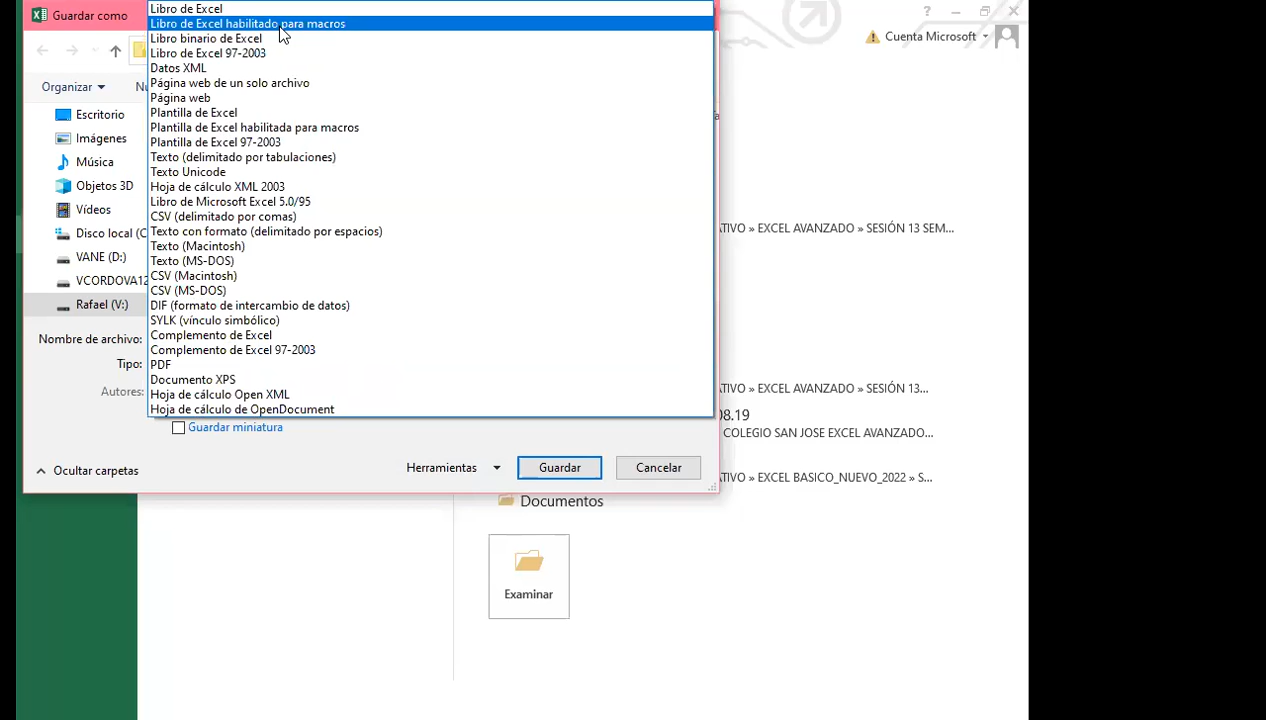 Guardar como
Cuenta Microsoft
?
Organizar
Escritorio
Imágenes
Música
Objetos 3D
Vídeos
Disco local (C
VANE (D:)
VCORDOVA12
Rafael (V:)
Nombre de archivo:
Tipo:
Autores:
Libro de Excel
Libro de Excel habilitado para macros
Libro binario de Excel
Libro de Excel 97-2003
Datos XML
Página web de un solo archivo
Página web
Plantilla de Excel
Plantilla de Excel habilitada para macros
Plantilla de Excel 97-2003
Texto (delimitado por tabulaciones)
Texto Unicode
Hoja de cálculo XML 2003
Libro de Microsoft Excel 5.0/95
CSV (delimitado por comas)
Texto con formato (delimitado por espacios)
Texto (Macintosh)
Texto (MS-DOS)
CSV (Macintosh)
CSV (MS-DOS)
DIF (formato de intercambio de datos)
SYLK (vínculo simbólico)
Complemento de Excel
Complemento de Excel 97-2003
PDF
Documento XPS
Hoja de cálculo Open XML
Hoja de cálculo de OpenDocument
Guardar miniatura
Ocultar carpetas
Herramientas
Guardar
Cancelar
ATIVO » EXCEL AVANZADO » SESIÓN 13 SEM...
ATIVO » EXCEL AVANZADO » SESIÓN 13...
08.19
COLEGIO SAN JOSE EXCEL AVANZADO...
ATIVO » EXCEL BASICO_NUEVO_2022 » S...
Documentos
Examinar